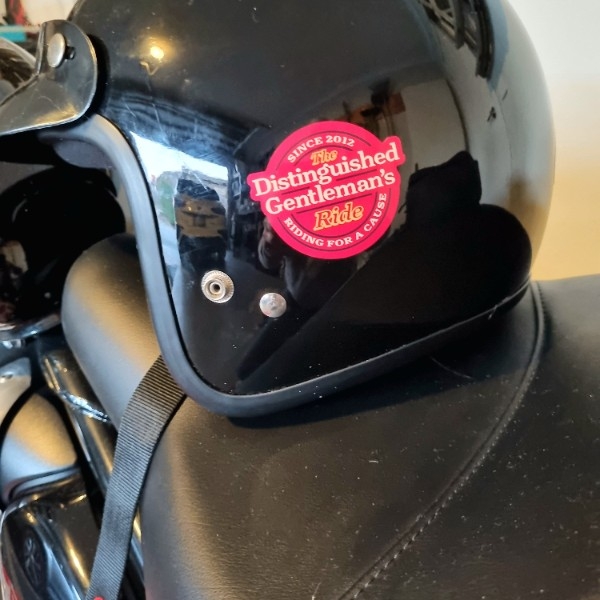 SINCE 2012
The
Distinguished
Gentleman's
Ride
RIDING FOR A CAUSE